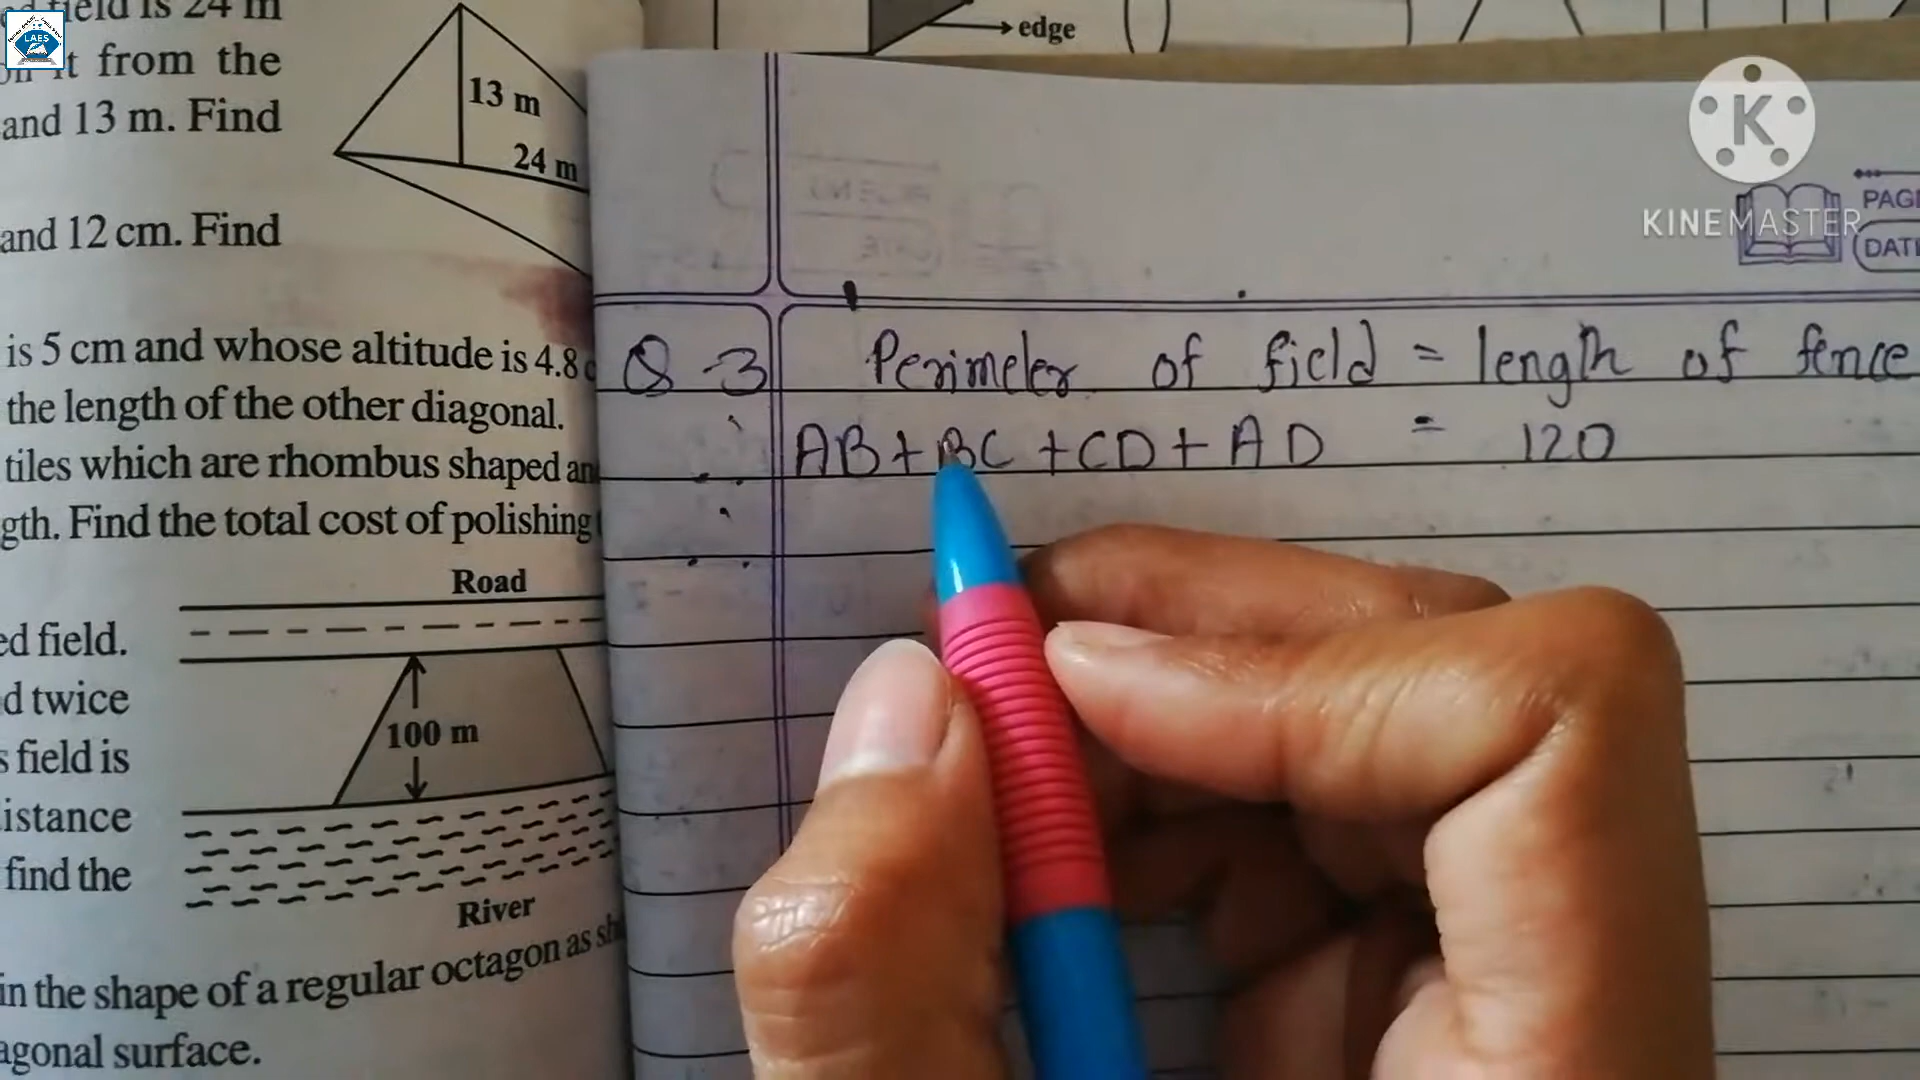 ed field is 24 m
on it from the
and 13 m. Find
13 m
24 m
and 12 cm. Find
is 5 cm and whose altitude is 4.8 c
the length of the other diagonal.
tiles which are rhombus shaped an
gth. Find the total cost of polishing
Road
ed field.
d twice
s field is
istance
find the
100 m
River
in the shape of a regular octagon as sh
agonal surface.
edge
LAES
K
KINEMASTER
PAGE
DATE
Q-3 Perimeter of field = length of fence
AB+BC+CD+AD = 120